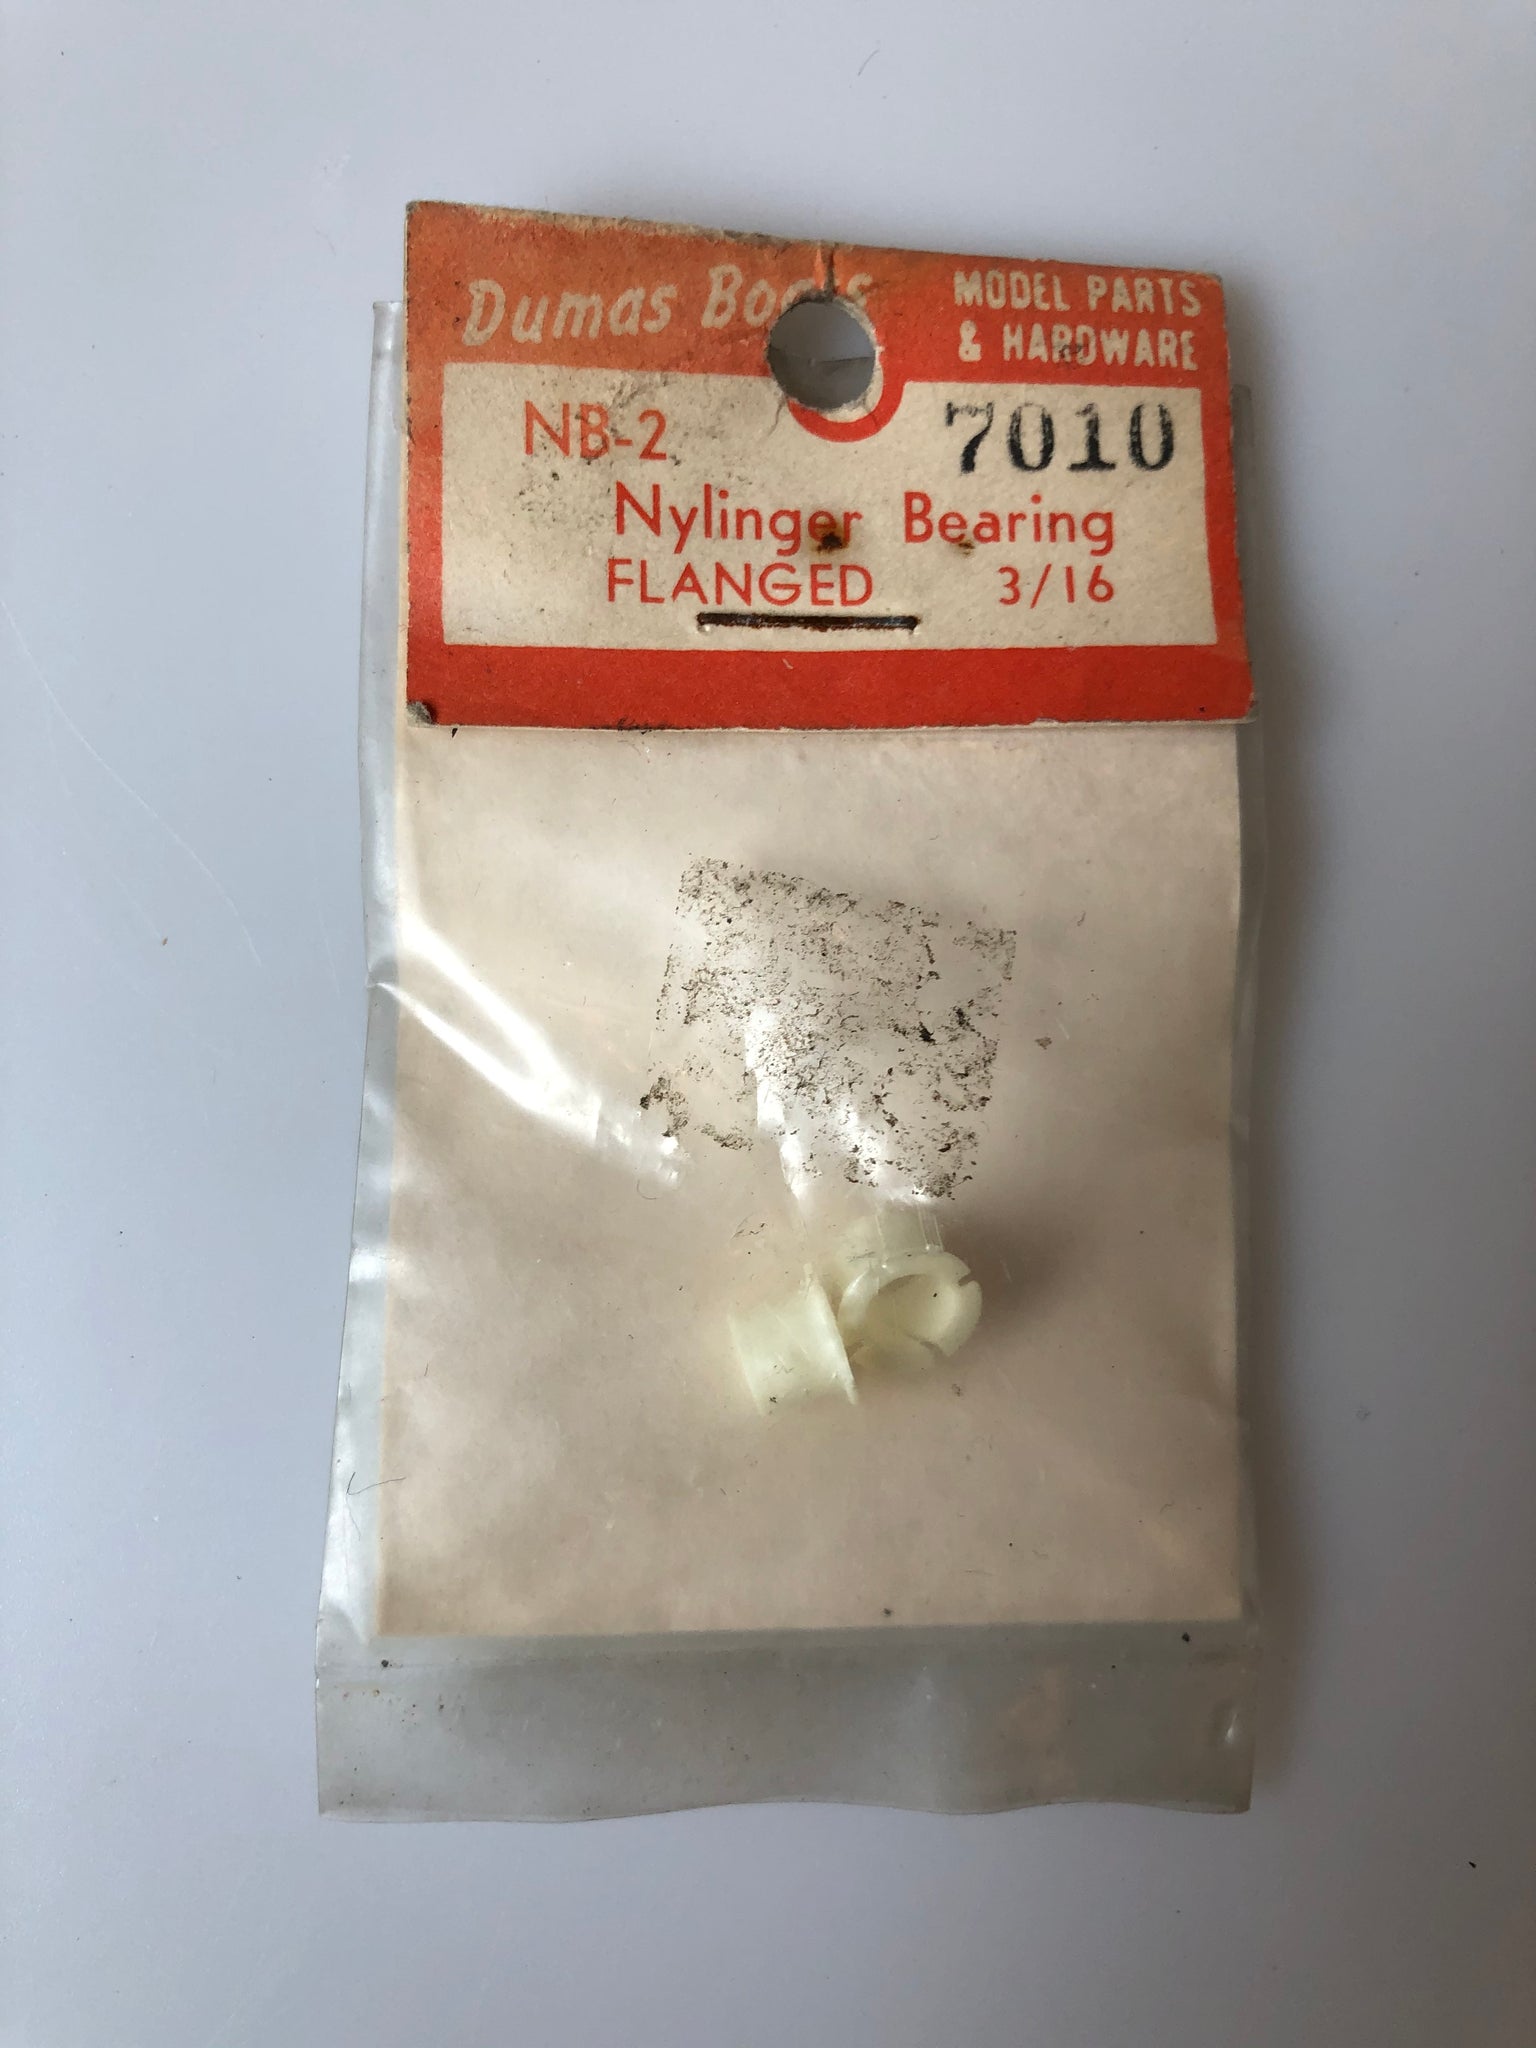 Dumas Boats
MODEL PARTS
& HARDWARE
NB-2
7010
Nylinger Bearing
FLANGED 3/16